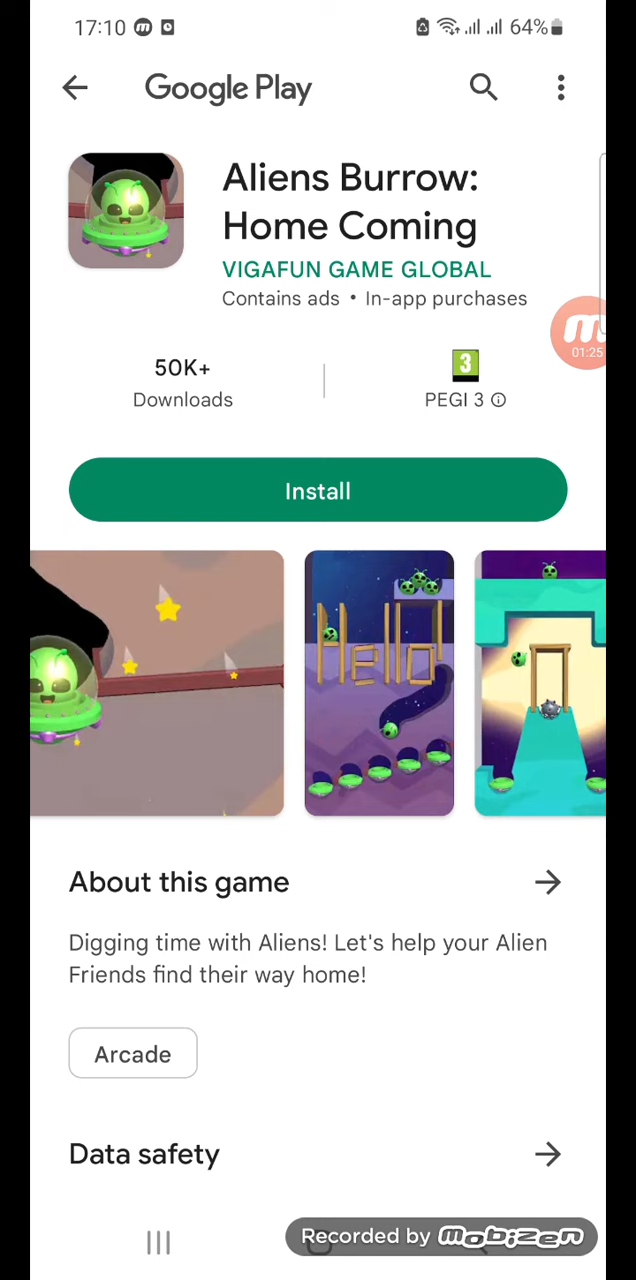 17:10
64%
Google Play
Aliens Burrow:
Home Coming
VIGAFUN GAME GLOBAL
Contains ads • In-app purchases
01:25
50K+
3
Downloads
PEGI 3
Install
Hello
About this game
Digging time with Aliens! Let's help your Alien
Friends find their way home!
Arcade
Data safety
Recorded by mobizen